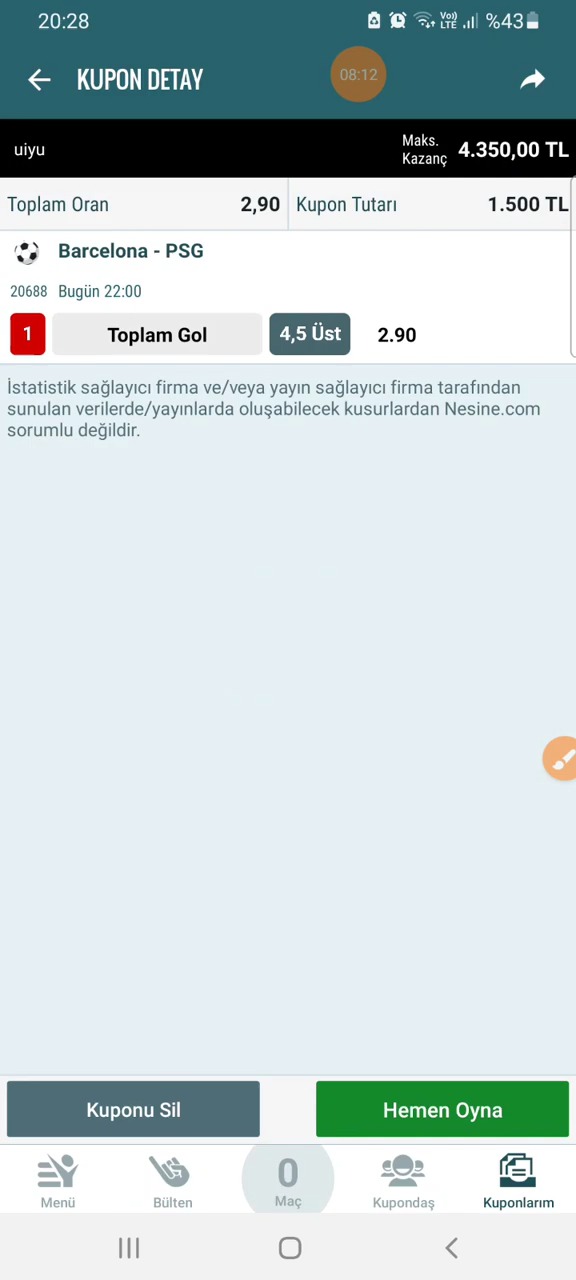 20:28
Vo)) LTE
%43
KUPON DETAY
08:12
uiyu
Maks. Kazanç
4.350,00 TL
Toplam Oran
2,90
Kupon Tutarı
1.500 TL
Barcelona - PSG
20688
Bugün 22:00
1
Toplam Gol
4,5 Üst
2.90
İstatistik sağlayıcı firma ve/veya yayın sağlayıcı firma tarafından
sunulan verilerde/yayınlarda oluşabilecek kusurlardan Nesine.com
sorumlu değildir.
Kuponu Sil
Hemen Oyna
0
Menü
Bülten
Maç
Kupondaş
Kuponlarım